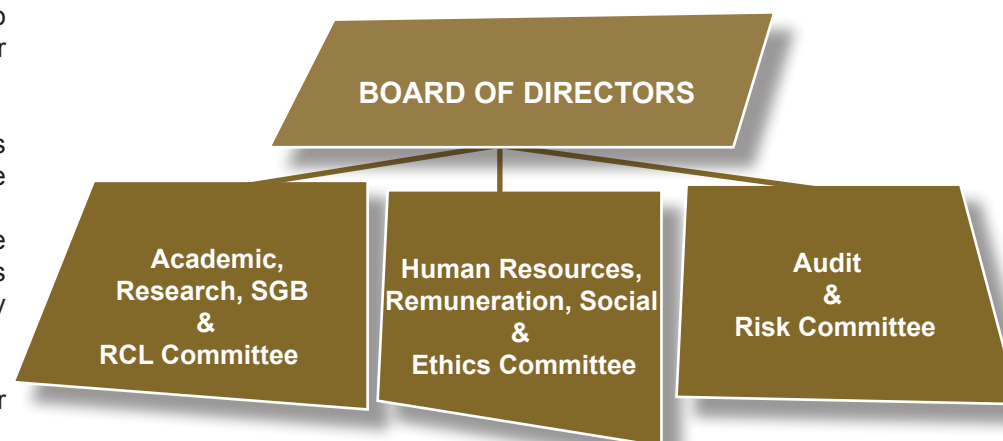 BOARD OF DIRECTORS
Academic,
Research, SGB
&
RCL Committee
Human Resources,
Remuneration, Social
&
Ethics Committee
Audit
&
Risk Committee